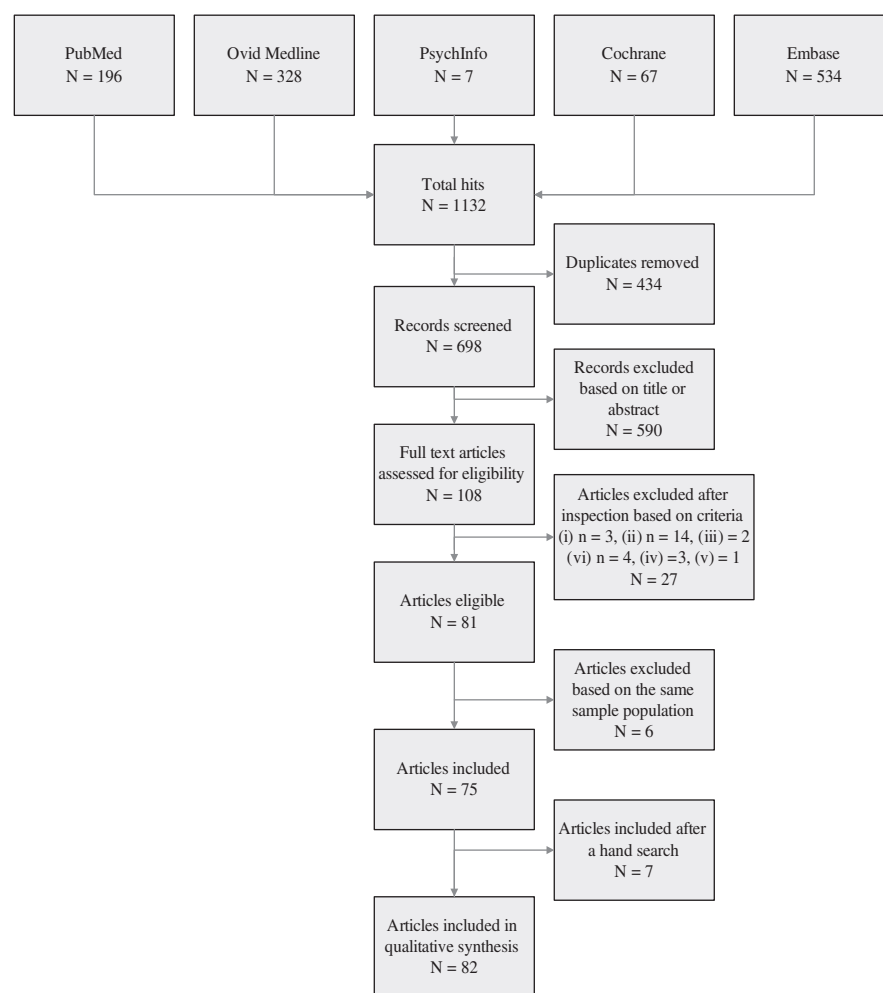 PubMed
N = 196
Ovid Medline
N = 328
PsychInfo
N = 7
Cochrane
N = 67
Embase
N = 534
Total hits
N = 1132
Duplicates removed
N = 434
Records screened
N = 698
Records excluded
based on title or
abstract
N = 590
Full text articles
assessed for eligibility
N = 108
Articles excluded after
inspection based on criteria
(i) n = 3, (ii) n = 14, (iii) = 2
(vi) n = 4, (iv) =3, (v) = 1
N = 27
Articles eligible
N = 81
Articles excluded
based on the same
sample population
N = 6
Articles included
N = 75
Articles included after
a hand search
N = 7
Articles included in
qualitative synthesis
N = 82